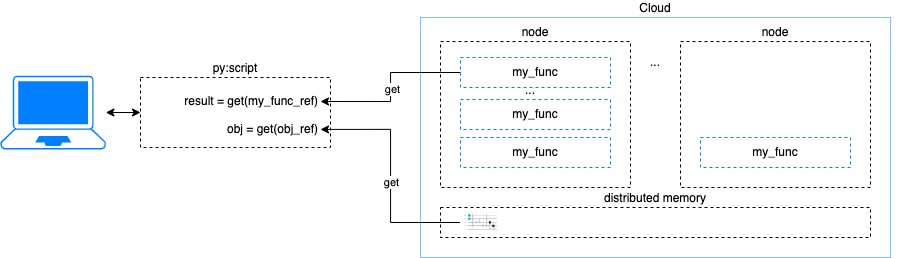 Cloud
node
node
my_func
...
...
my_func
my_func
my_func
py:script
result = get(my_func_ref)
get
obj = get(obj_ref)
get
distributed memory